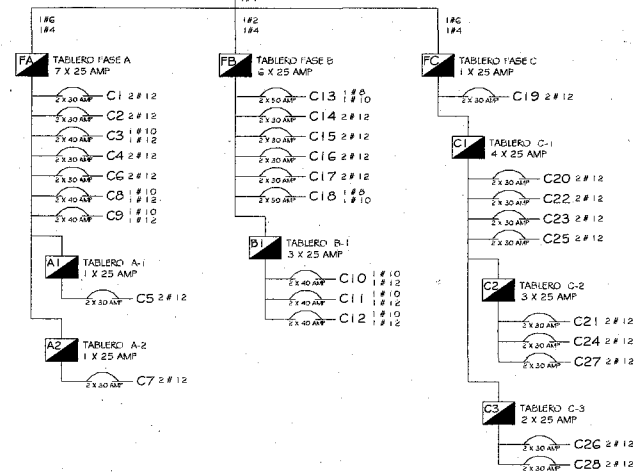 1#6
1#4
FA TABLERO FASE A
7 X 25 AMP
2 X 30 AMP C1 2#12
2 X 30 AMP C2 2#12
2 X 40 AMP C3 1#10
1#12
2 X 30 AMP C4 2#12
2 X 30 AMP C6 2#12
2 X 40 AMP C8 1#10
1#12
2 X 40 AMP C9 1#10
1#12
A1 TABLERO A-1
1 X 25 AMP
2 X 30 AMP C5 2#12
A2 TABLERO A-2
1 X 25 AMP
2 X 30 AMP C7 2#12
1#2
1#4
FB TABLERO FASE B
6 X 25 AMP
2 X 50 AMP C13 1#8
1#10
2 X 30 AMP C14 2#12
2 X 30 AMP C15 2#12
2 X 30 AMP C16 2#12
2 X 30 AMP C17 2#12
2 X 50 AMP C18 1#8
1#10
B1 TABLERO B-1
3 X 25 AMP
2 X 40 AMP C10 1#10
1#12
2 X 40 AMP C11 1#10
1#12
2 X 40 AMP C12 1#10
1#12
1#6
1#4
FC TABLERO FASE C
1 X 25 AMP
2 X 30 AMP C19 2#12
C1 TABLERO C-1
4 X 25 AMP
2 X 30 AMP C20 2#12
2 X 30 AMP C22 2#12
2 X 30 AMP C23 2#12
2 X 30 AMP C25 2#12
C2 TABLERO C-2
3 X 25 AMP
2 X 30 AMP C21 2#12
2 X 30 AMP C24 2#12
2 X 30 AMP C27 2#12
C3 TABLERO C-3
2 X 25 AMP
2 X 30 AMP C26 2#12
2 X 30 AMP C28 2#12